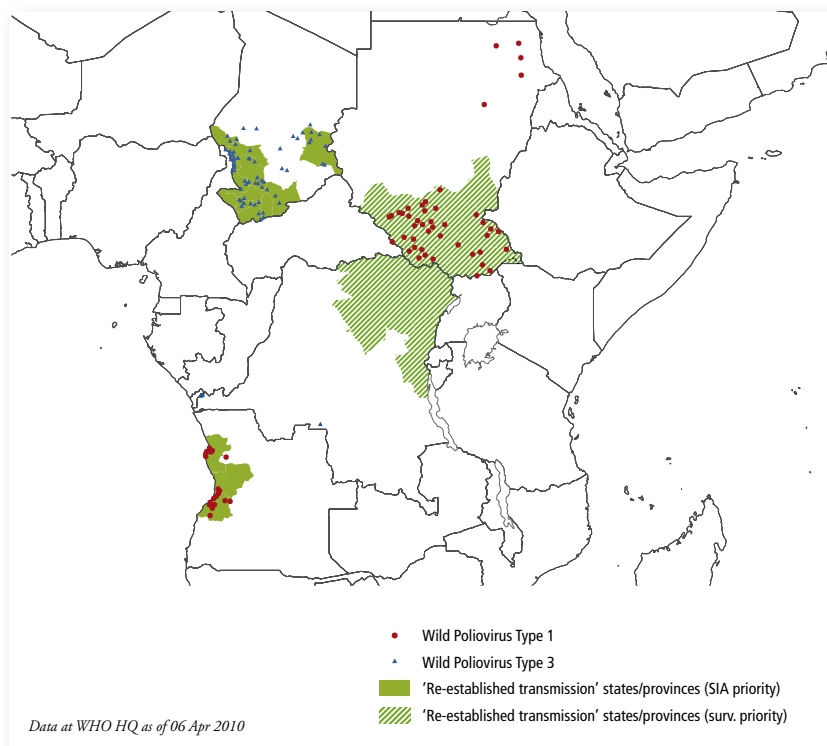 Wild Poliovirus Type 1
Wild Poliovirus Type 3
'Re-established transmission' states/provinces (SIA priority)
'Re-established transmission' states/provinces (surv. priority)
Data at WHO HQ as of 06 Apr 2010